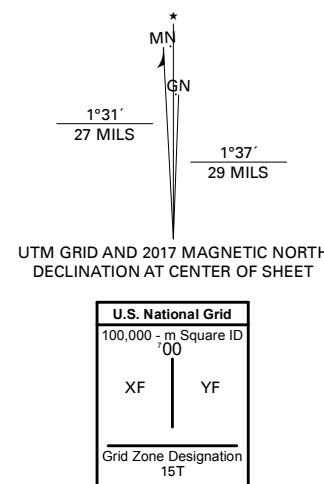 ★
MN
GN
1°31´
27 MILS
1°37´
29 MILS
UTM GRID AND 2017 MAGNETIC NORTH
DECLINATION AT CENTER OF SHEET
U.S. National Grid
100,000 - m Square ID
⁷00
XF YF
Grid Zone Designation
15T